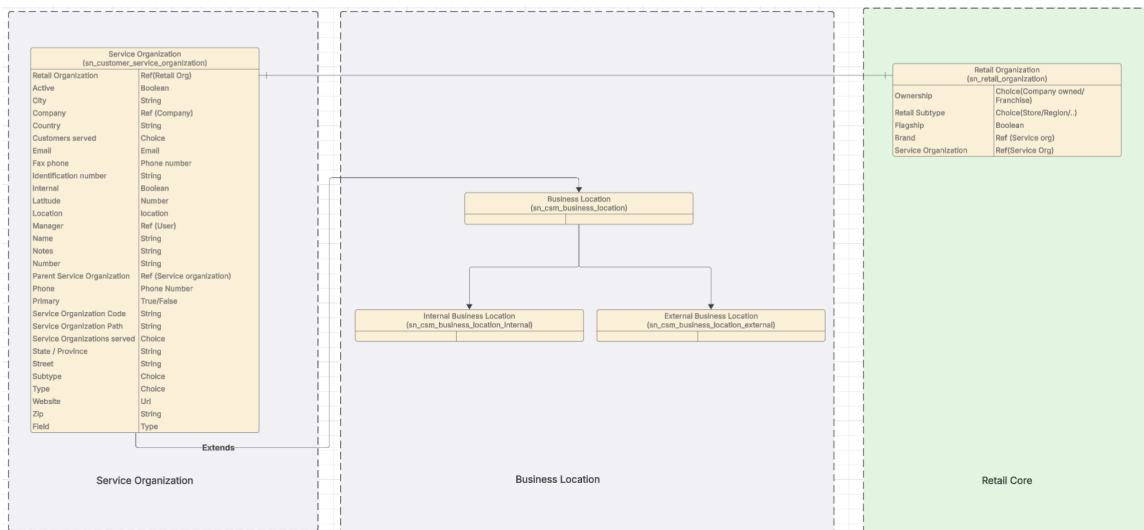 Service Organization
(sn_customer_service_organization)
Retail Organization Ref(Retail Org)
Active Boolean
City String
Company Ref (Company)
Country String
Customers served Choice
Email Email
Fax phone Phone number
Identification number String
Internal Boolean
Latitude Number
Location location
Manager Ref (User)
Name String
Notes String
Number String
Parent Service Organization Ref (Service organization)
Phone Phone Number
Primary True/False
Service Organization Code String
Service Organization Path String
Service Organizations served Choice
State / Province String
Street String
Subtype Choice
Type Choice
Website Url
Zip String
Field Type
Extends
Service Organization
Business Location
(sn_csm_business_location)
Internal Business Location
(sn_csm_business_location_internal)
External Business Location
(sn_csm_business_location_external)
Business Location
Retail Organization
(sn_retail_organization)
Ownership Choice(Company owned/
Franchise)
Retail Subtype Choice(Store/Region/..)
Flagship Boolean
Brand Ref (Service org)
Service Organization Ref(Service Org)
Retail Core